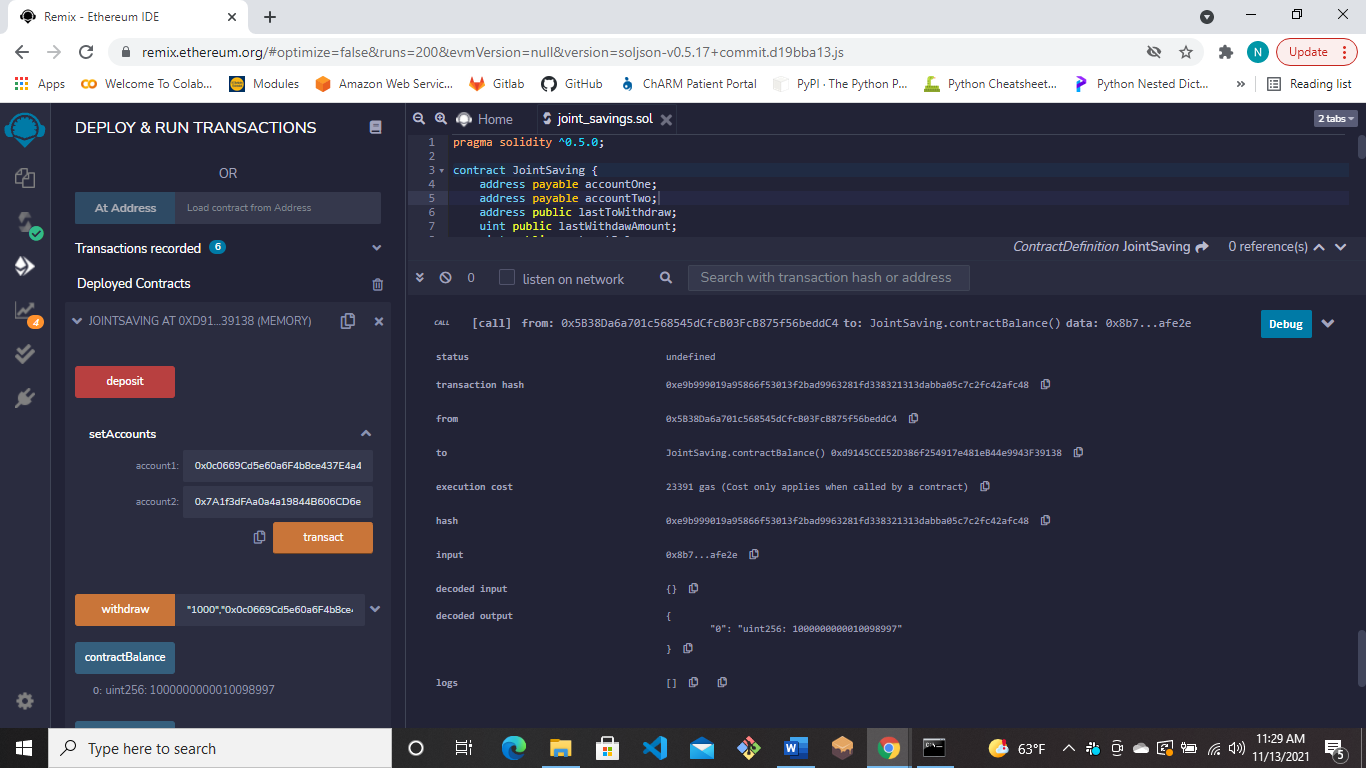 Remix - Ethereum IDE
remix.ethereum.org/#optimize=false&runs=200&evmVersion=null&version=soljson-v0.5.17+commit.d19bba13.js
N
Update
Apps
Welcome To Colab...
Modules
Amazon Web Servic...
Gitlab
GitHub
ChARM Patient Portal
PyPI · The Python P...
Python Cheatsheet...
Python Nested Dict...
»
Reading list
DEPLOY & RUN TRANSACTIONS
OR
At Address
Load contract from Address
Transactions recorded 6
Deployed Contracts
JOINTSAVING AT 0XD91...39138 (MEMORY)
4
deposit
setAccounts
account1: 0x0c0669Cd5e60a6F4b8ce437E4a4
account2: 0x7A1f3dFAa0a4a19844B606CD6e
transact
withdraw
"1000","0x0c0669Cd5e60a6F4b8ce4
contractBalance
0: uint256: 1000000000010098997
Home
joint_savings.sol
2 tabs
1 pragma solidity ^0.5.0;
2
3 contract JointSaving {
4 address payable accountOne;
5 address payable accountTwo;
6 address public lastToWithdraw;
7 uint public lastWithdawAmount;
ContractDefinition JointSaving
0 reference(s)
0
listen on network
Search with transaction hash or address
CALL
[call] from: 0x5B38Da6a701c568545dCfcB03FcB875f56beddC4 to: JointSaving.contractBalance() data: 0x8b7...afe2e
Debug
status undefined
transaction hash 0xe9b999019a95866f53013f2bad9963281fd338321313dabba05c7c2fc42afc48
from 0x5B38Da6a701c568545dCfcB03FcB875f56beddC4
to JointSaving.contractBalance() 0xd9145CCE52D386f254917e481eB44e9943F39138
execution cost 23391 gas (Cost only applies when called by a contract)
hash 0xe9b999019a95866f53013f2bad9963281fd338321313dabba05c7c2fc42afc48
input 0x8b7...afe2e
decoded input {}
decoded output {
"0": "uint256: 1000000000010098997"
}
logs []
Type here to search
63°F
11:29 AM
11/13/2021
5